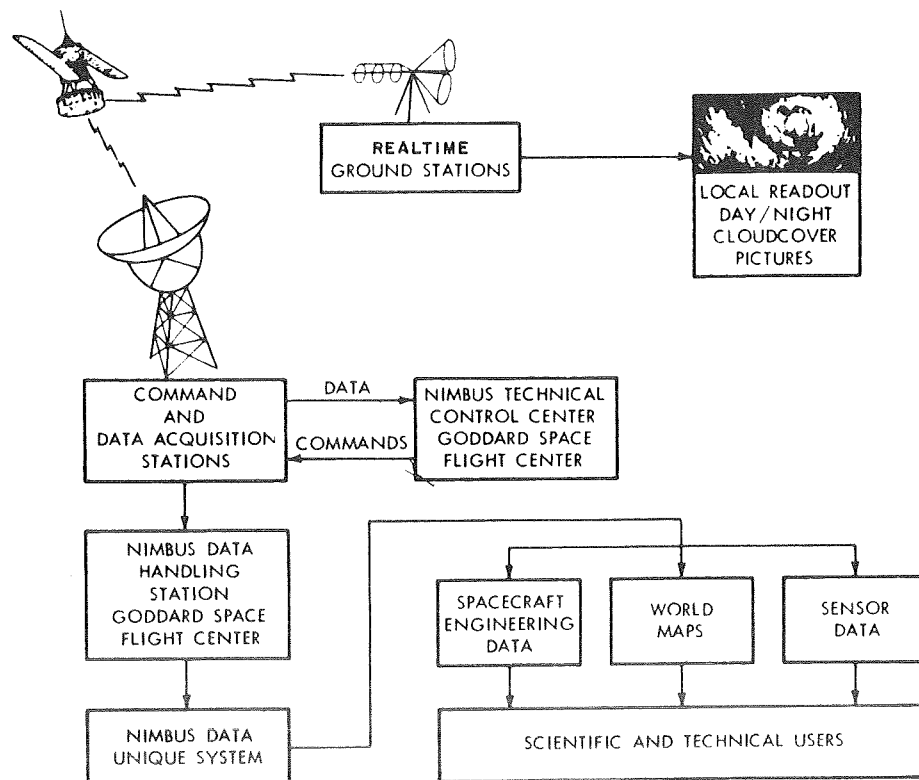 REALTIME
GROUND STATIONS
LOCAL READOUT
DAY/NIGHT
CLOUDCOVER
PICTURES
COMMAND
AND
DATA ACQUISITION
STATIONS
DATA
COMMANDS
NIMBUS TECHNICAL
CONTROL CENTER
GODDARD SPACE
FLIGHT CENTER
NIMBUS DATA
HANDLING
STATION
GODDARD SPACE
FLIGHT CENTER
SPACECRAFT
ENGINEERING
DATA
WORLD
MAPS
SENSOR
DATA
NIMBUS DATA
UNIQUE SYSTEM
SCIENTIFIC AND TECHNICAL USERS